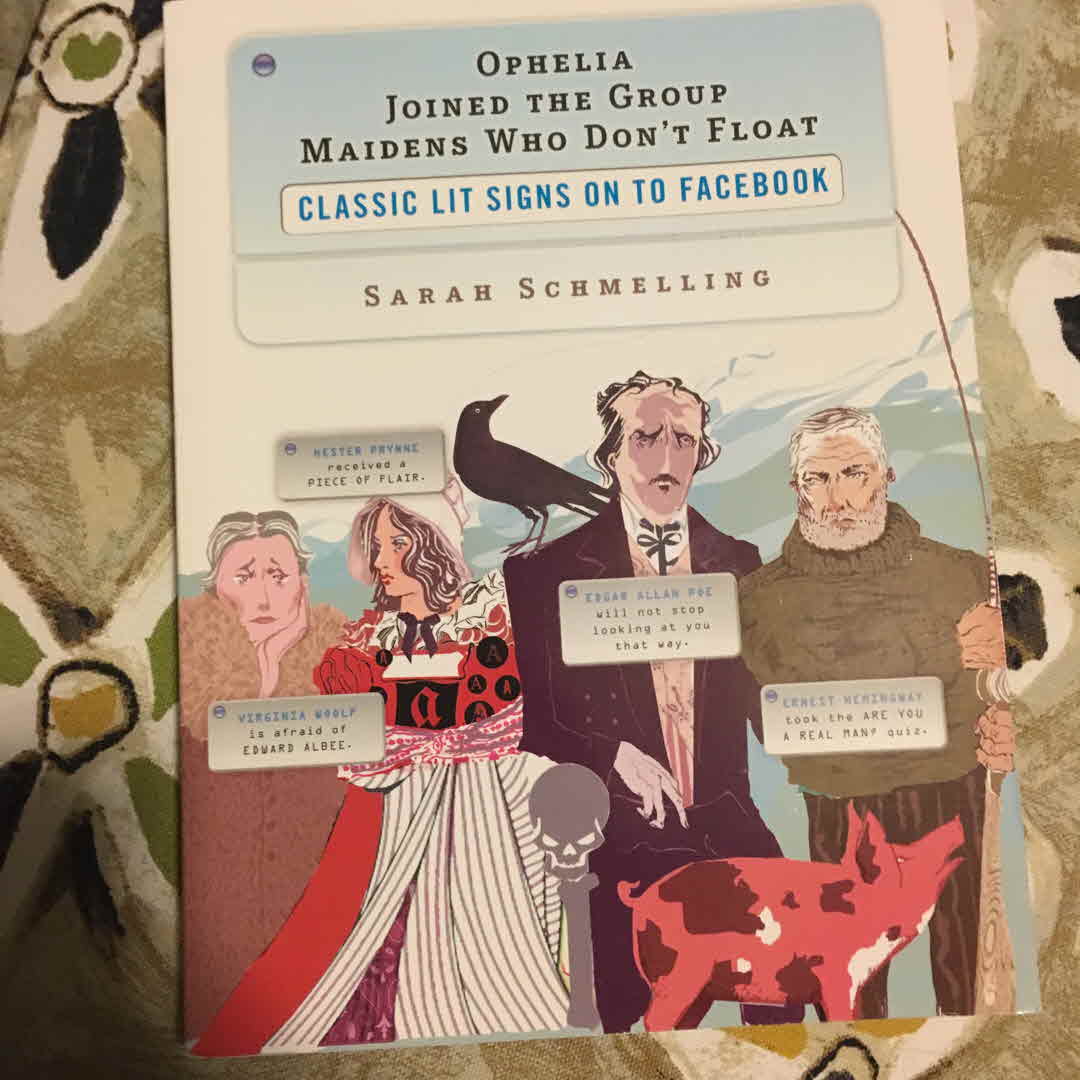 OPHELIA
JOINED THE GROUP
MAIDENS WHO DON'T FLOAT
CLASSIC LIT SIGNS ON TO FACEBOOK
SARAH SCHMELLING
HESTER PRYNNE
received a
PIECE OF FLAIR.
EDGAR ALLAN POE
will not stop
looking at you
that way.
VIRGINIA WOOLF
is afraid of
EDWARD ALBEE.
ERNEST HEMINGWAY
took the ARE YOU
A REAL MAN? quiz.
A
A
A
A
A
a